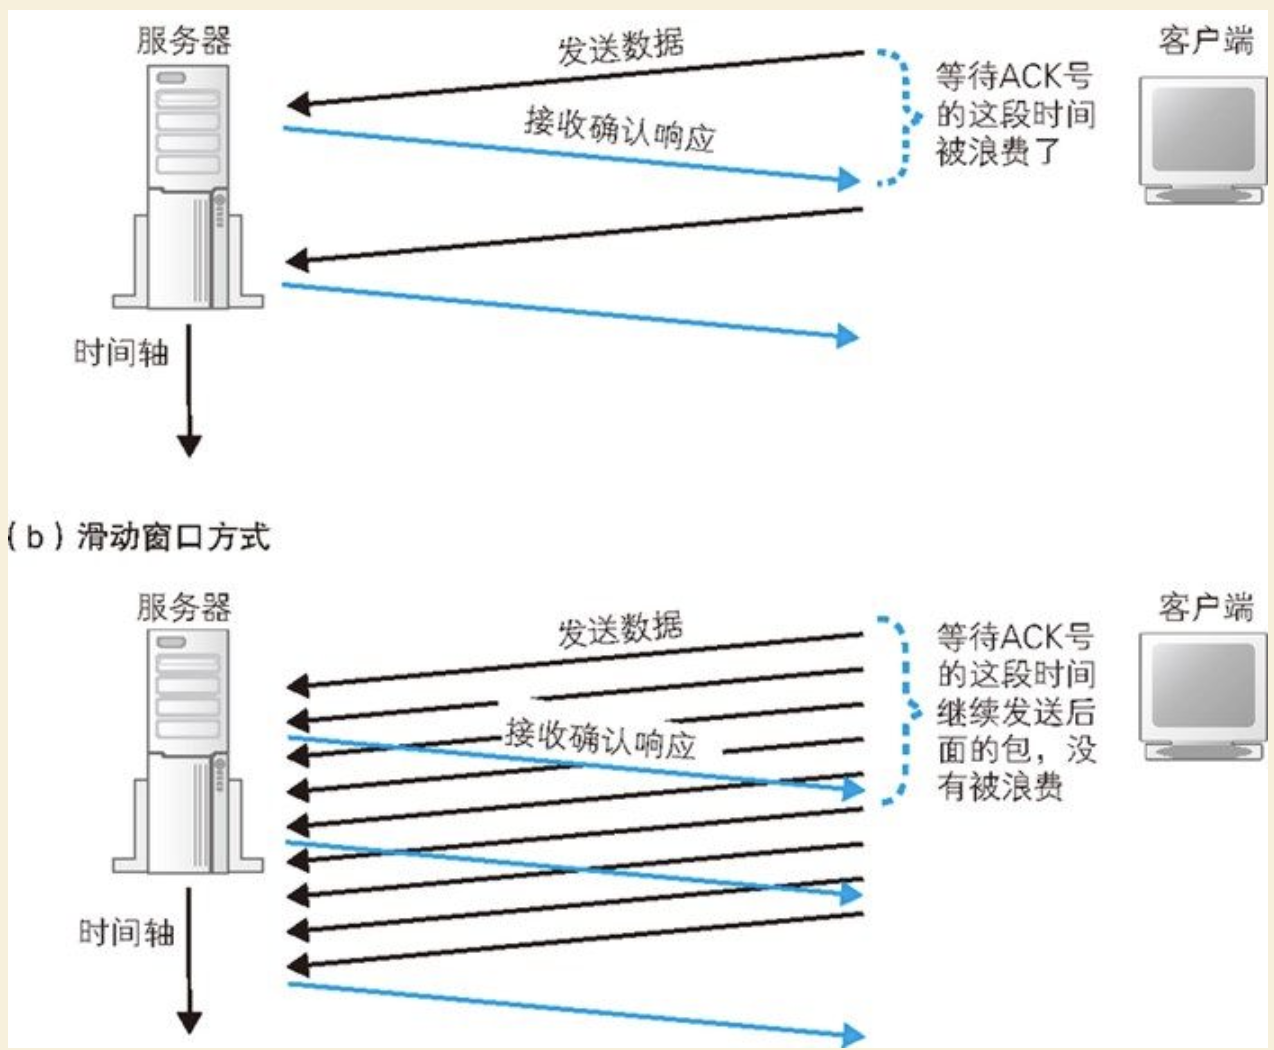 服务器
发送数据
客户端
等待ACK号
的这段时间
被浪费了
接收确认响应
时间轴
(b)滑动窗口方式
服务器
发送数据
客户端
等待ACK号
的这段时间
继续发送后
面的包，没
有被浪费
接收确认响应
时间轴